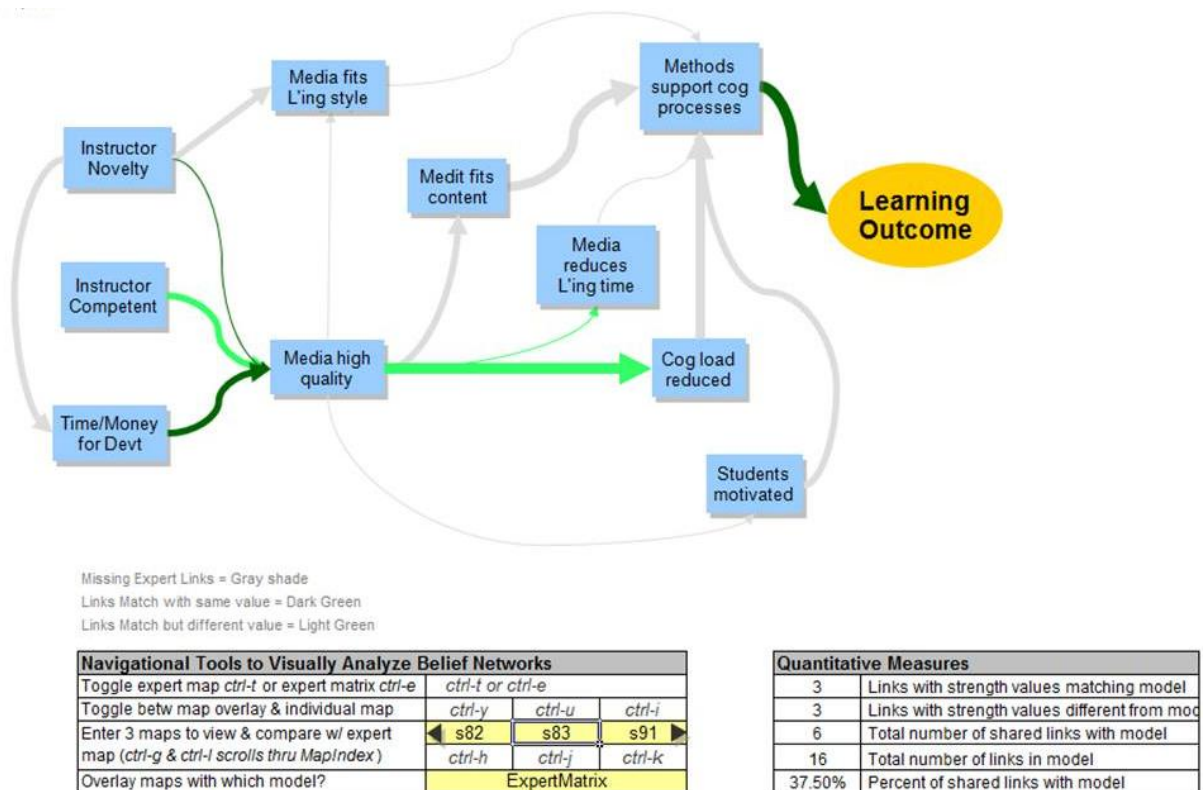 Media fits
L'ing style
Methods
support cog
processes
Instructor
Novelty
Medit fits
content
Learning
Outcome
Media
reduces
L'ing time
Instructor
Competent
Media high
quality
Cog load
reduced
Time/Money
for Devt
Students
motivated
Missing Expert Links = Gray shade
Links Match with same value = Dark Green
Links Match but different value = Light Green
Navigational Tools to Visually Analyze Belief Networks
Toggle expert map ctrl-t or expert matrix ctrl-e ctrl-t or ctrl-e
Toggle betw map overlay & individual map ctrl-y ctrl-u ctrl-i
Enter 3 maps to view & compare w/ expert s82 s83 s91
map (ctrl-g & ctrl-l scrolls thru MapIndex) ctrl-h ctrl-j ctrl-k
Overlay maps with which model? ExpertMatrix
Quantitative Measures
3 Links with strength values matching model
3 Links with strength values different from mod
6 Total number of shared links with model
16 Total number of links in model
37.50% Percent of shared links with model